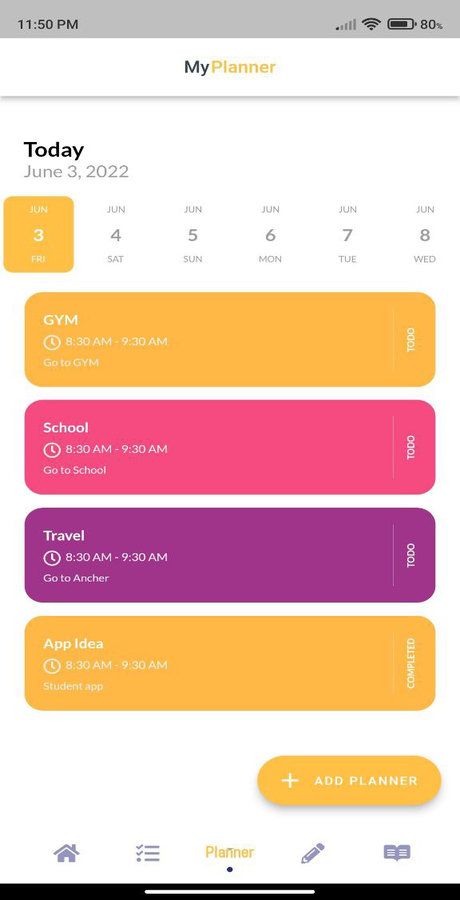 11:50 PM 80%
MyPlanner
Today
June 3, 2022
JUN JUN JUN JUN JUN JUN
3 4 5 6 7 8
FRI SAT SUN MON TUE WED
GYM
8:30 AM - 9:30 AM
Go to GYM
TODO
School
8:30 AM - 9:30 AM
Go to School
TODO
Travel
8:30 AM - 9:30 AM
Go to Ancher
TODO
App Idea
8:30 AM - 9:30 AM
Student app
COMPLETED
ADD PLANNER
Planner